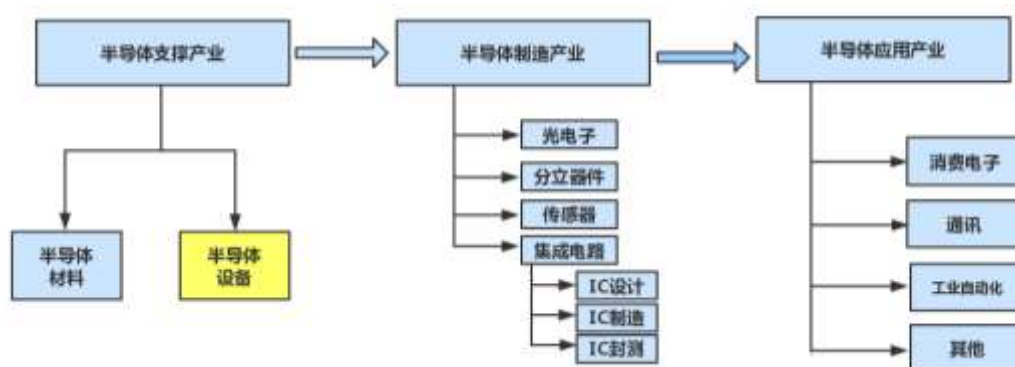 半导体支撑产业
半导体制造产业
半导体应用产业
半导体
材料
半导体
设备
光电子
分立器件
传感器
集成电路
IC设计
IC制造
IC封测
消费电子
通讯
工业自动化
其他